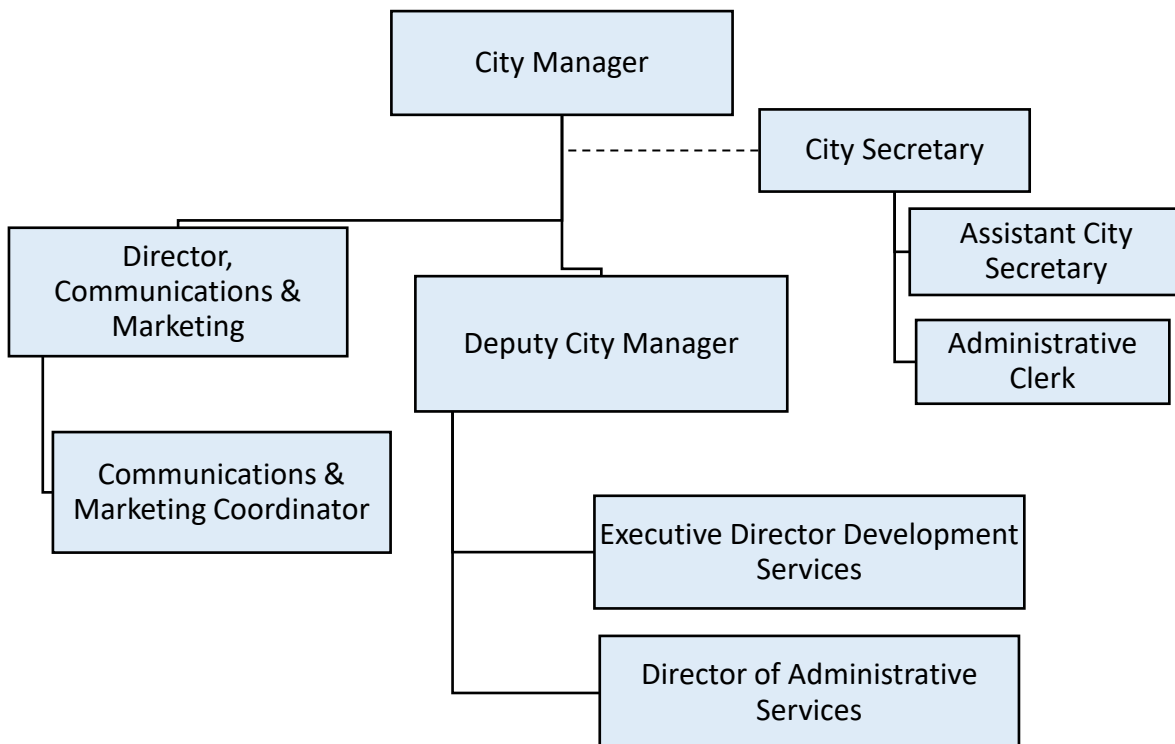 City Manager
City Secretary
Assistant City
Secretary
Administrative
Clerk
Director,
Communications &
Marketing
Deputy City Manager
Communications &
Marketing Coordinator
Executive Director Development
Services
Director of Administrative
Services